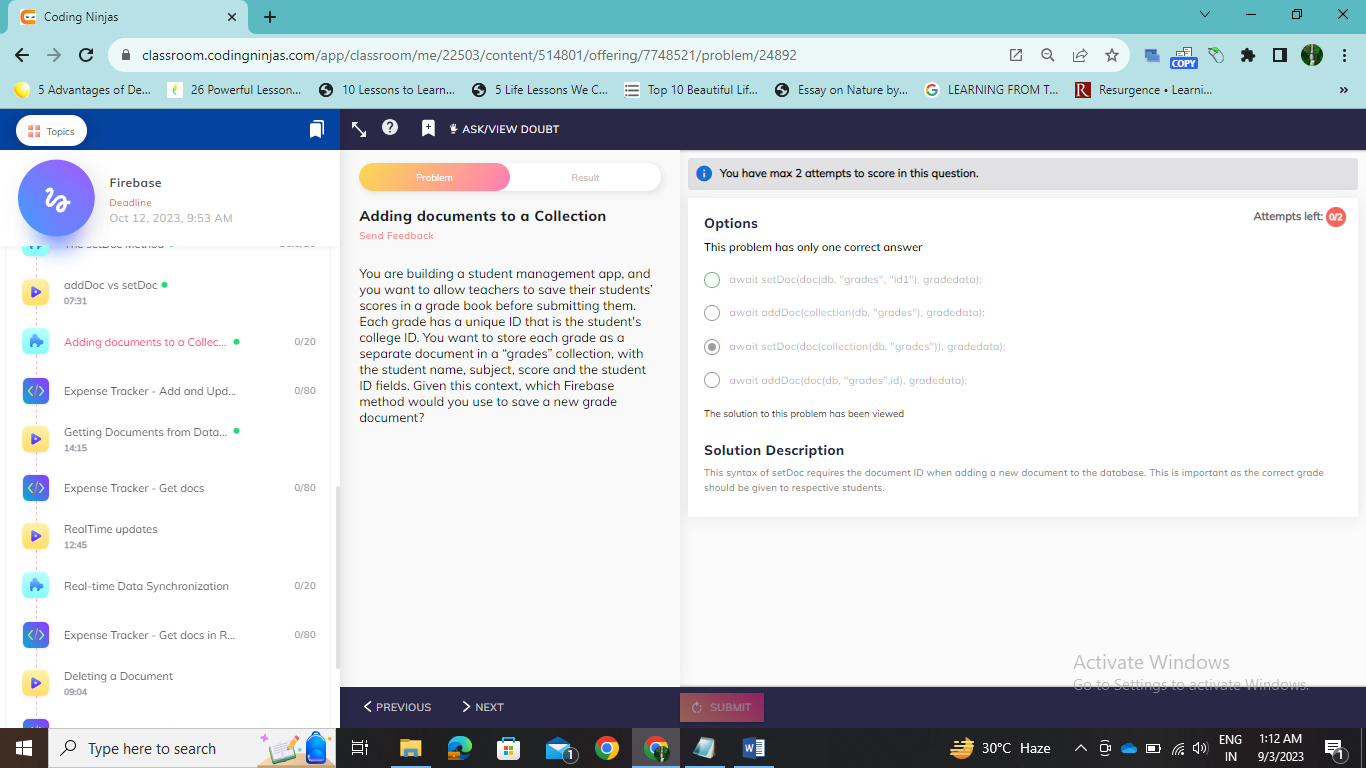 Coding Ninjas
classroom.codingninjas.com/app/classroom/me/22503/content/514801/offering/7748521/problem/24892
COPY
5 Advantages of De...
26 Powerful Lesson...
10 Lessons to Learn...
5 Life Lessons We C...
Top 10 Beautiful Lif...
Essay on Nature by...
LEARNING FROM T...
Resurgence • Learni...
Topics
ASK/VIEW DOUBT
Firebase
Deadline
Oct 12, 2023, 9:53 AM
The setDoc Method
addDoc vs setDoc
07:31
Adding documents to a Collec...
0/20
Expense Tracker - Add and Upd...
0/80
Getting Documents from Data...
14:15
Expense Tracker - Get docs
0/80
RealTime updates
12:45
Real-time Data Synchronization
0/20
Expense Tracker - Get docs in R...
0/80
Deleting a Document
09:04
Problem
Result
Adding documents to a Collection
Send Feedback
You are building a student management app, and
you want to allow teachers to save their students’
scores in a grade book before submitting them.
Each grade has a unique ID that is the student's
college ID. You want to store each grade as a
separate document in a “grades” collection, with
the student name, subject, score and the student
ID fields. Given this context, which Firebase
method would you use to save a new grade
document?
You have max 2 attempts to score in this question.
Options
Attempts left: 0/2
This problem has only one correct answer
await setDoc(doc(db, "grades", "id1"), gradedata);
await addDoc(collection(db, "grades"), gradedata);
await setDoc(doc(collection(db, "grades")), gradedata);
await addDoc(doc(db, "grades",id), gradedata);
The solution to this problem has been viewed
Solution Description
This syntax of setDoc requires the document ID when adding a new document to the database. This is important as the correct grade
should be given to respective students.
Activate Windows
Go to Settings to activate Windows.
PREVIOUS
NEXT
SUBMIT
Type here to search
1
30°C Haze
ENG
IN
1:12 AM
9/3/2023
1